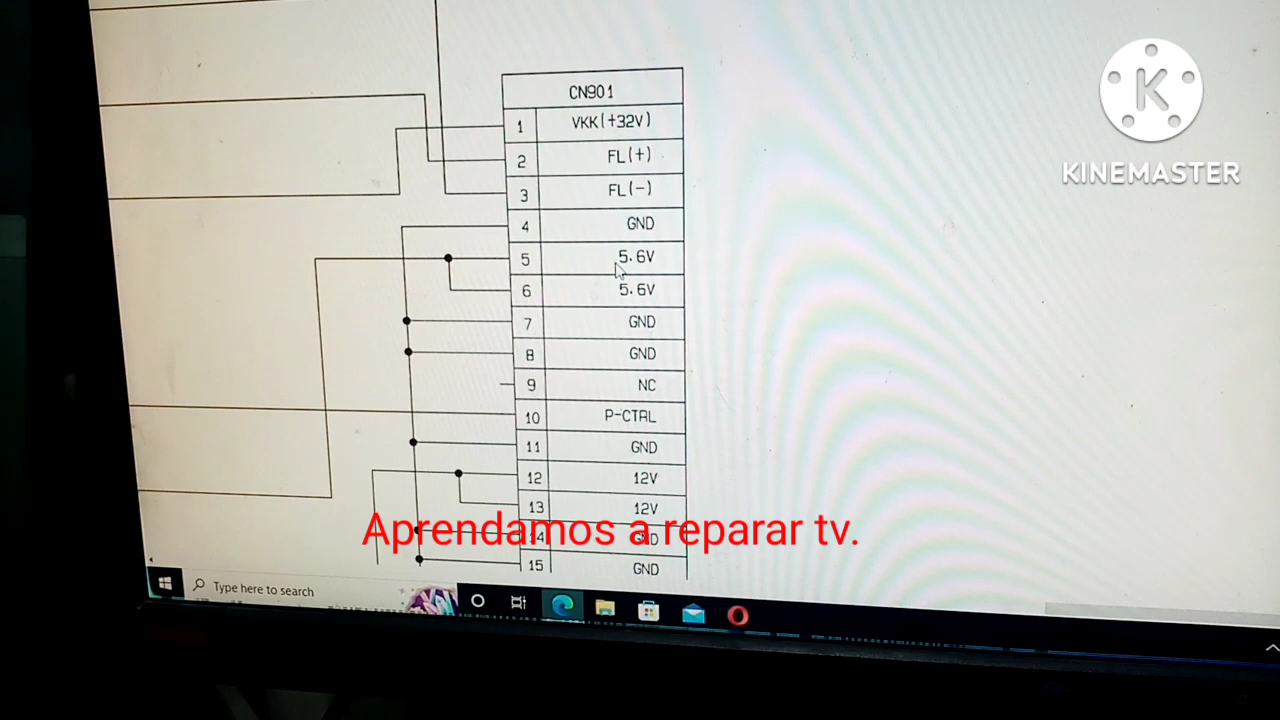 CN901
1 VKK(+32V)
2 FL(+)
3 FL(-)
4 GND
5 5.6V
6 5.6V
7 GND
8 GND
9 NC
10 P-CTRL
11 GND
12 12V
13 12V
14 GND
15 GND
Aprendamos a reparar tv.
Type here to search
K
KINEMASTER